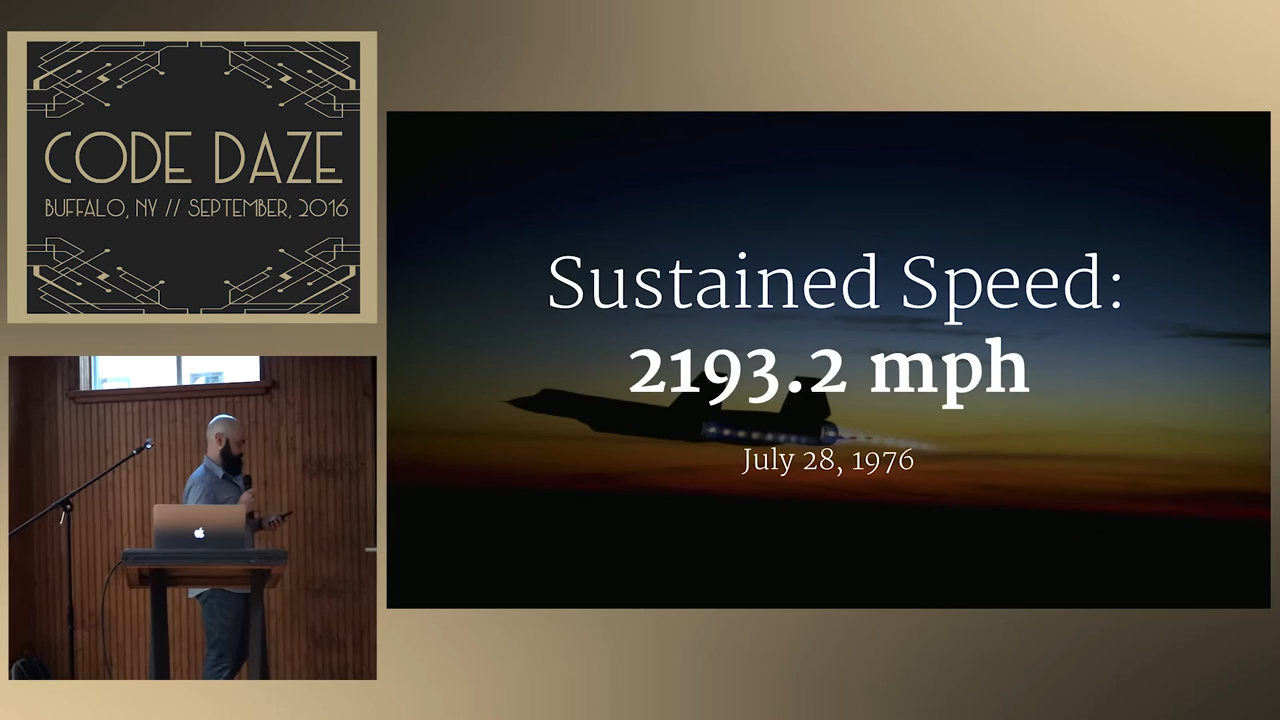 CODE DAZE
BUFFALO, NY // SEPTEMBER, 2016
Sustained Speed:
2193.2 mph
July 28, 1976